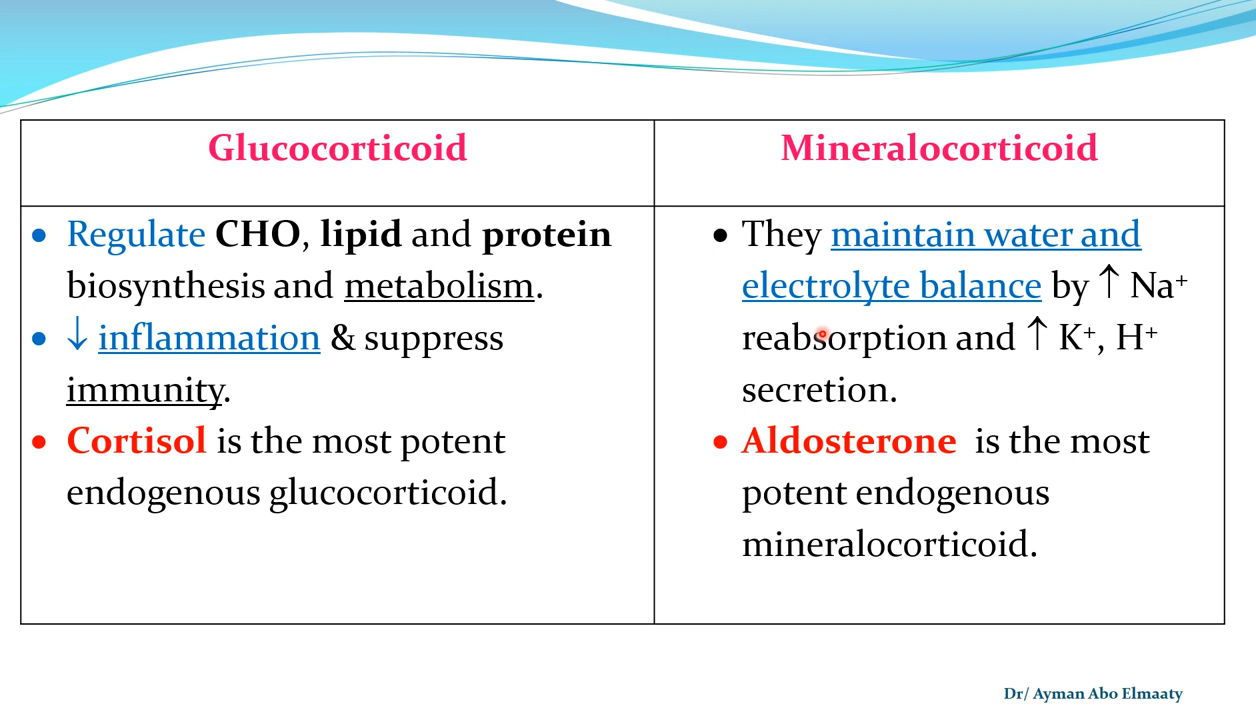 Glucocorticoid
Mineralocorticoid
• Regulate CHO, lipid and protein
biosynthesis and metabolism.
• ↓ inflammation & suppress
immunity.
• Cortisol is the most potent
endogenous glucocorticoid.
• They maintain water and
electrolyte balance by ↑ Na⁺
reabsorption and ↑ K⁺, H⁺
secretion.
• Aldosterone is the most
potent endogenous
mineralocorticoid.
Dr/ Ayman Abo Elmaaty